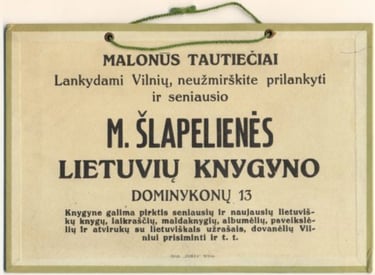 MALONUS TAUTIEČIAI
Lankydami Vilnių, neužmirškite prilankyti
ir seniausio
M. ŠLAPELIENĖS
LIETUVIŲ KNYGYNO
DOMINYKONŲ 13
Knygyne galima pirktis seniausių ir naujausių lietuviš-
kų knygų, laikraščių, maldaknygių, albumėlių, paveikslė-
lių ir atvirukų su lietuviškais užrašais, dovanėlių Vil-
niui prisiminti ir t. t.